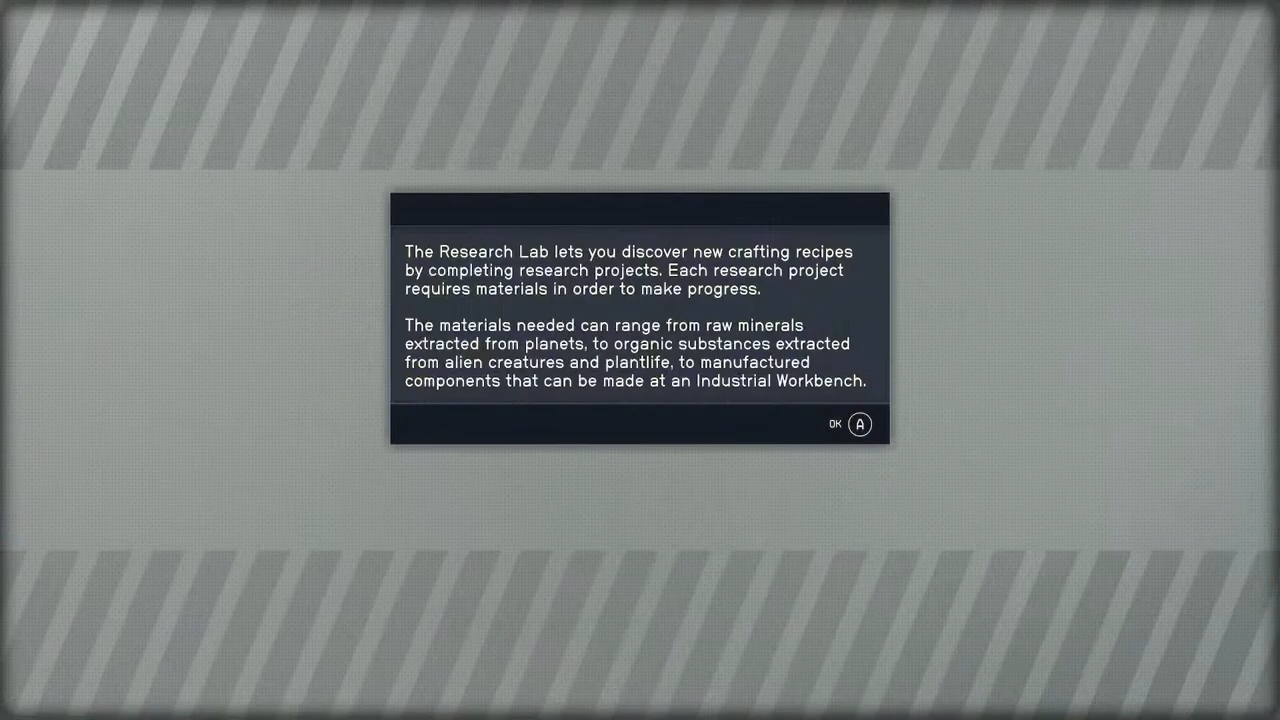 The Research Lab lets you discover new crafting recipes
by completing research projects. Each research project
requires materials in order to make progress.
The materials needed can range from raw minerals
extracted from planets, to organic substances extracted
from alien creatures and plantlife, to manufactured
components that can be made at an Industrial Workbench.
OK A